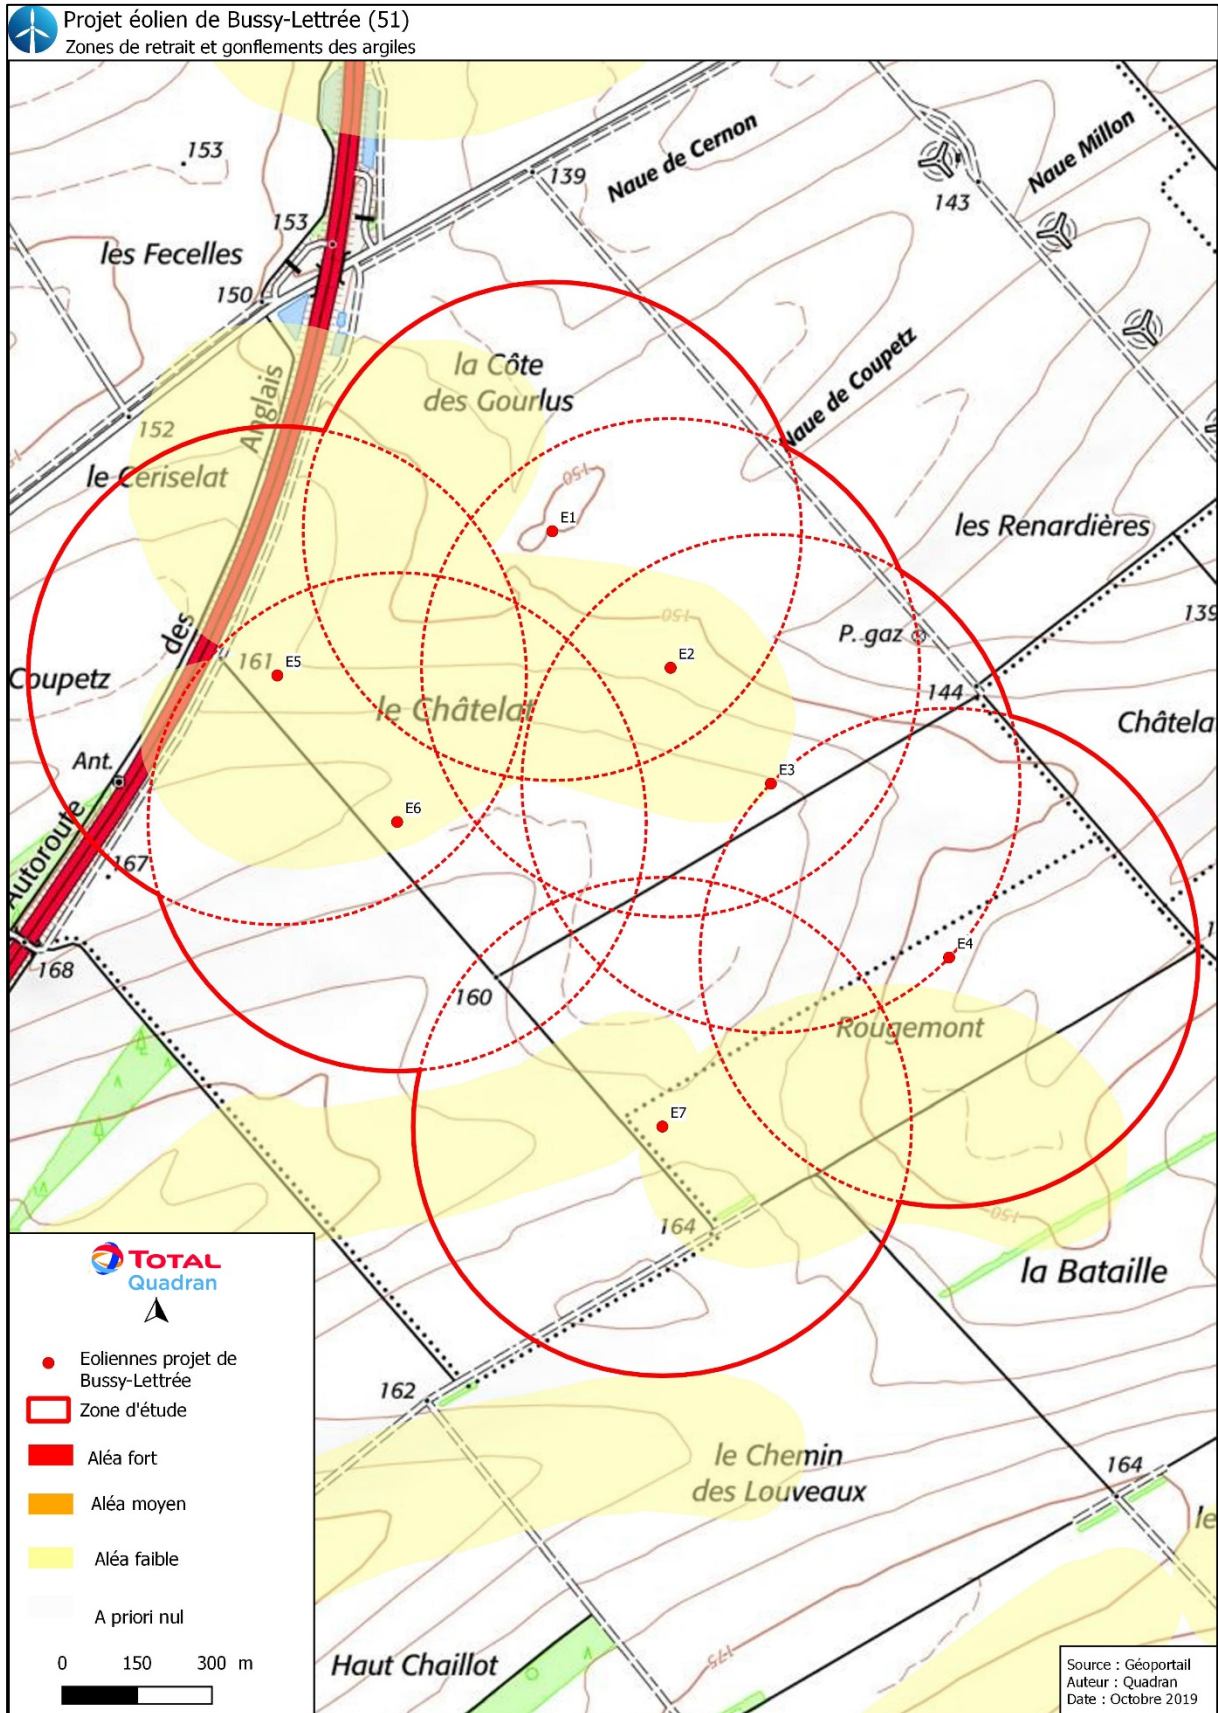 Projet éolien de Bussy-Lettrée (51)
Zones de retrait et gonflements des argiles
153
139
Naue de Cernon
Naue Millon
143
153
les Fecelles
150
la Côte
des Gourlus
Naue de Coupetz
Anglais
152
le Ceriselat
150
E1
les Renardières
139
des
150
P. gaz
161
E5
E2
Coupetz
le Châtelat
144
Châtela
Ant.
E3
E6
Autoroute
167
168
160
E4
Rougemont
E7
164
150
la Bataille
TOTAL
Quadran
Eoliennes projet de
Bussy-Lettrée
Zone d'étude
Aléa fort
Aléa moyen
Aléa faible
A priori nul
0 150 300 m
162
le Chemin
des Louveaux
164
le
Haut Chaillot
175
Source : Géoportail
Auteur : Quadran
Date : Octobre 2019